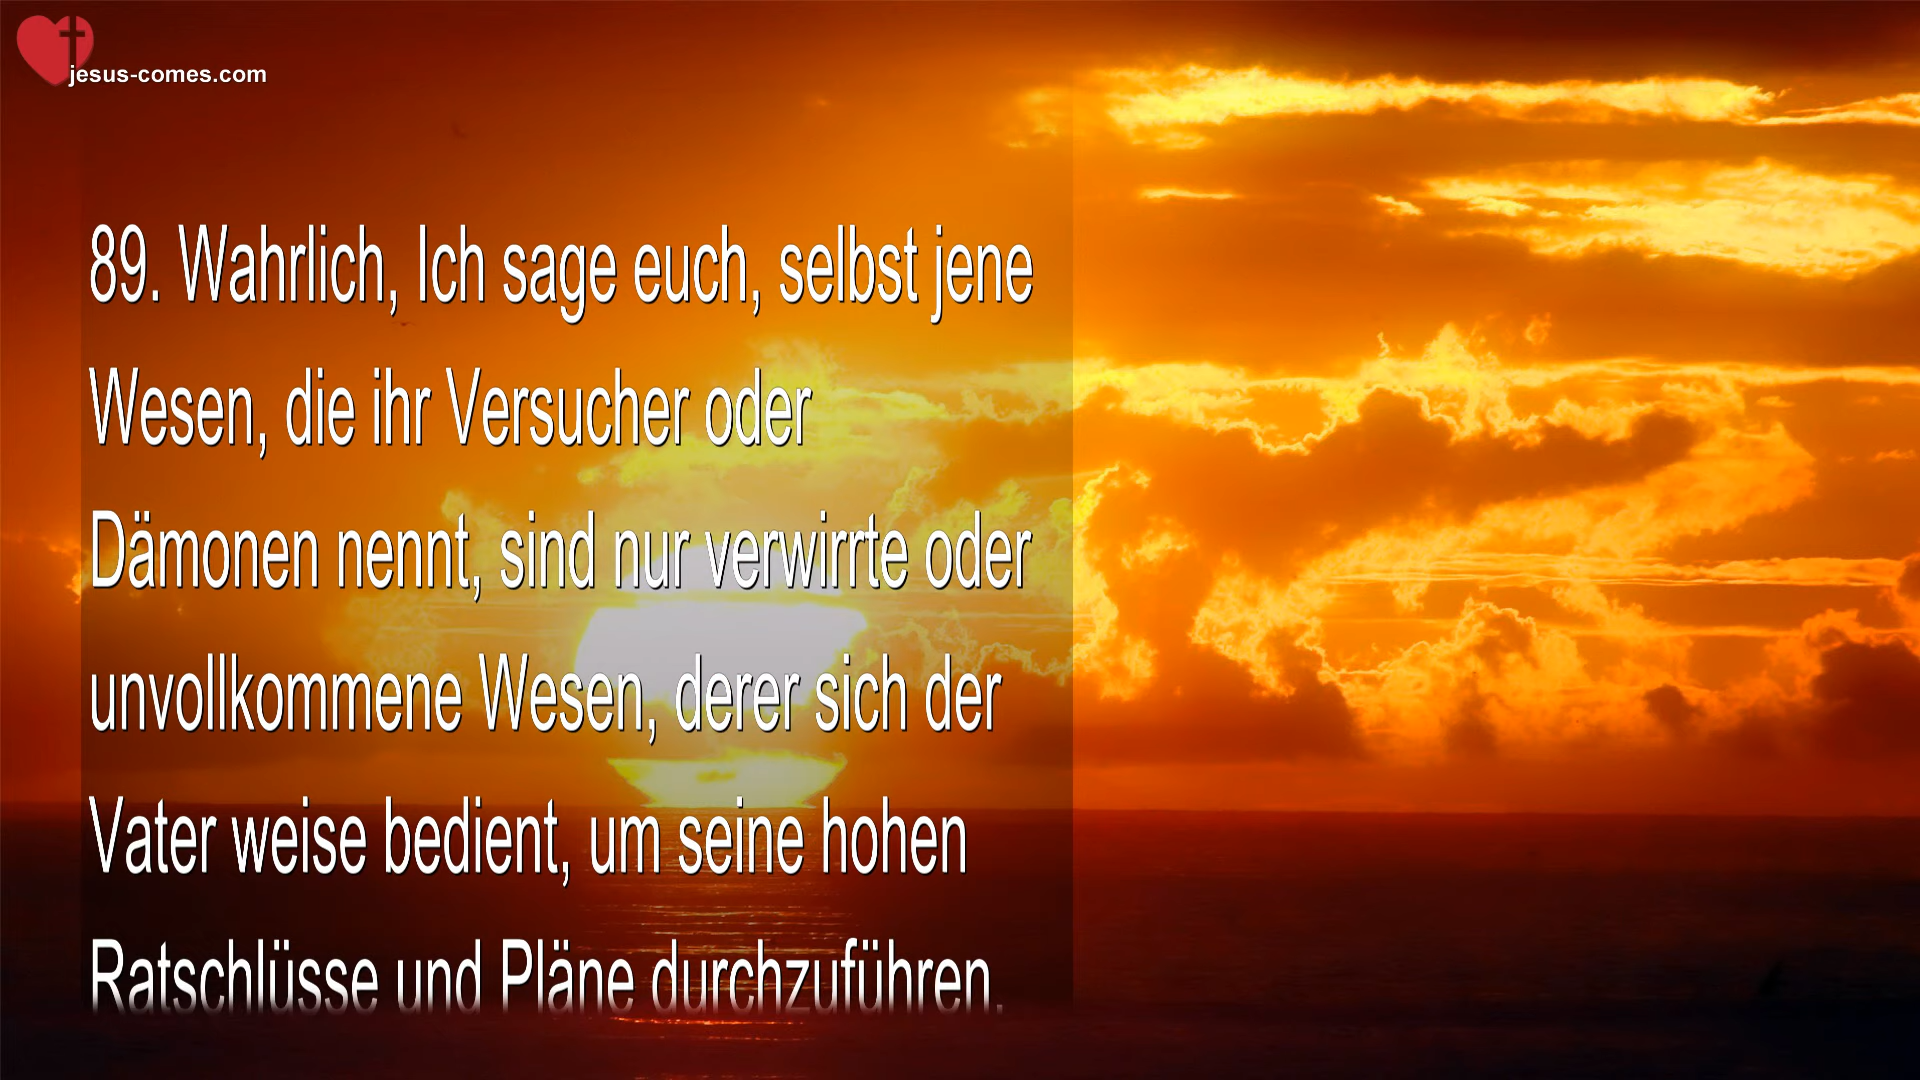 jesus-comes.com
89. Wahrlich, Ich sage euch, selbst jene
Wesen, die ihr Versucher oder
Dämonen nennt, sind nur verwirrte oder
unvollkommene Wesen, derer sich der
Vater weise bedient, um seine hohen
Ratschlüsse und Pläne durchzuführen.